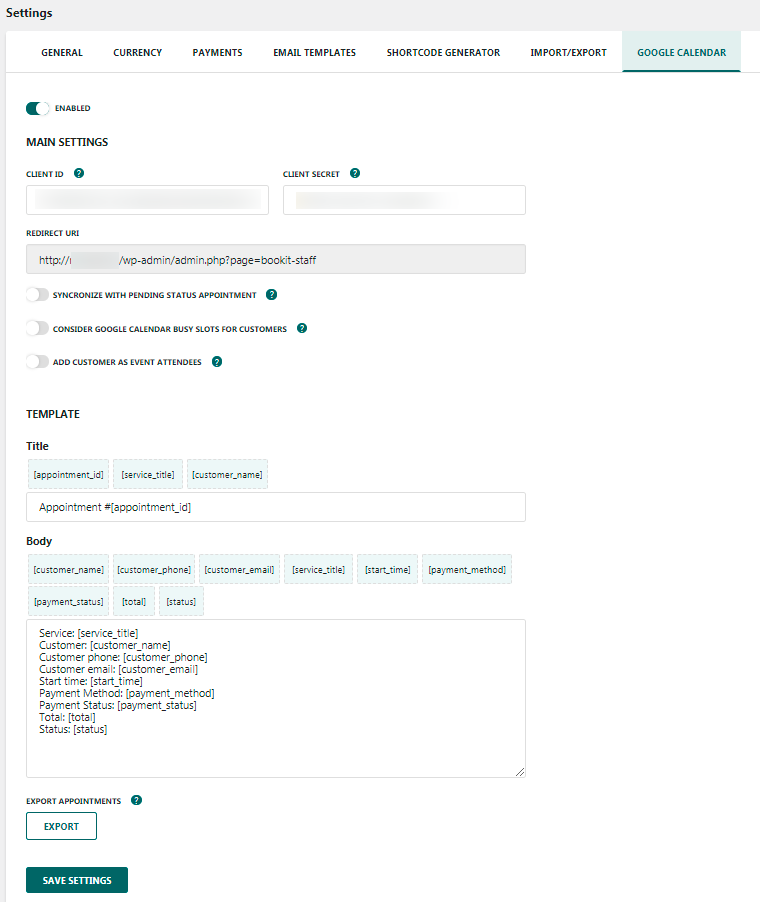 Settings
GENERAL CURRENCY PAYMENTS EMAIL TEMPLATES SHORTCODE GENERATOR IMPORT/EXPORT GOOGLE CALENDAR
ENABLED
MAIN SETTINGS
CLIENT ID ? CLIENT SECRET ?
REDIRECT URI
http:// /wp-admin/admin.php?page=bookit-staff
SYNCRONIZE WITH PENDING STATUS APPOINTMENT ?
CONSIDER GOOGLE CALENDAR BUSY SLOTS FOR CUSTOMERS ?
ADD CUSTOMER AS EVENT ATTENDEES ?
TEMPLATE
Title
[appointment_id] [service_title] [customer_name]
Appointment #[appointment_id]
Body
[customer_name] [customer_phone] [customer_email] [service_title] [start_time] [payment_method]
[payment_status] [total] [status]
Service: [service_title]
Customer: [customer_name]
Customer phone: [customer_phone]
Customer email: [customer_email]
Start time: [start_time]
Payment Method: [payment_method]
Payment Status: [payment_status]
Total: [total]
Status: [status]
EXPORT APPOINTMENTS ?
EXPORT
SAVE SETTINGS